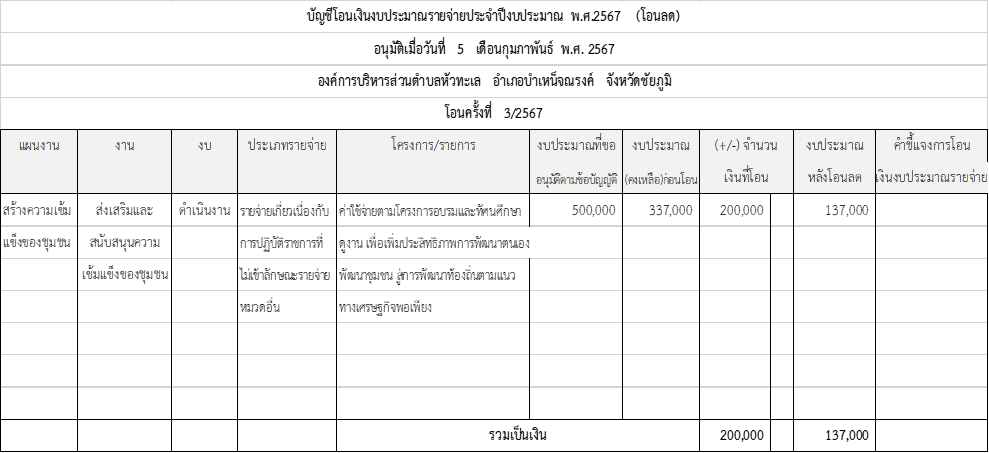 บัญชีโอนเงินงบประมาณรายจ่ายประจำปีงบประมาณ พ.ศ.2567 (โอนลด)
อนุมัติเมื่อวันที่ 5 เดือนกุมภาพันธ์ พ.ศ. 2567
องค์การบริหารส่วนตำบลหัวทะเล อำเภอบำเหน็จณรงค์ จังหวัดชัยภูมิ
โอนครั้งที่ 3/2567
แผนงาน งาน งบ ประเภทรายจ่าย โครงการ/รายการ งบประมาณที่ขอ งบประมาณ (+/-) จำนวน งบประมาณ คำชี้แจงการโอน
อนุมัติตามข้อบัญญัติ (คงเหลือ)ก่อนโอน เงินที่โอน หลังโอนลด เงินงบประมาณรายจ่าย
สร้างความเข้ม ส่งเสริมและ ดำเนินงาน รายจ่ายเกี่ยวเนื่องกับ ค่าใช้จ่ายตามโครงการอบรมและทัศนศึกษา 500,000 337,000 200,000 137,000
แข็งของชุมชน สนับสนุนความ การปฏิบัติราชการที่ ดูงาน เพื่อเพิ่มประสิทธิภาพการพัฒนาตนเอง
เข้มแข็งของชุมชน ไม่เข้าลักษณะรายจ่าย พัฒนาชุมชน สู่การพัฒนาท้องถิ่นตามแนว
หมวดอื่น ทางเศรษฐกิจพอเพียง
รวมเป็นเงิน 200,000 137,000